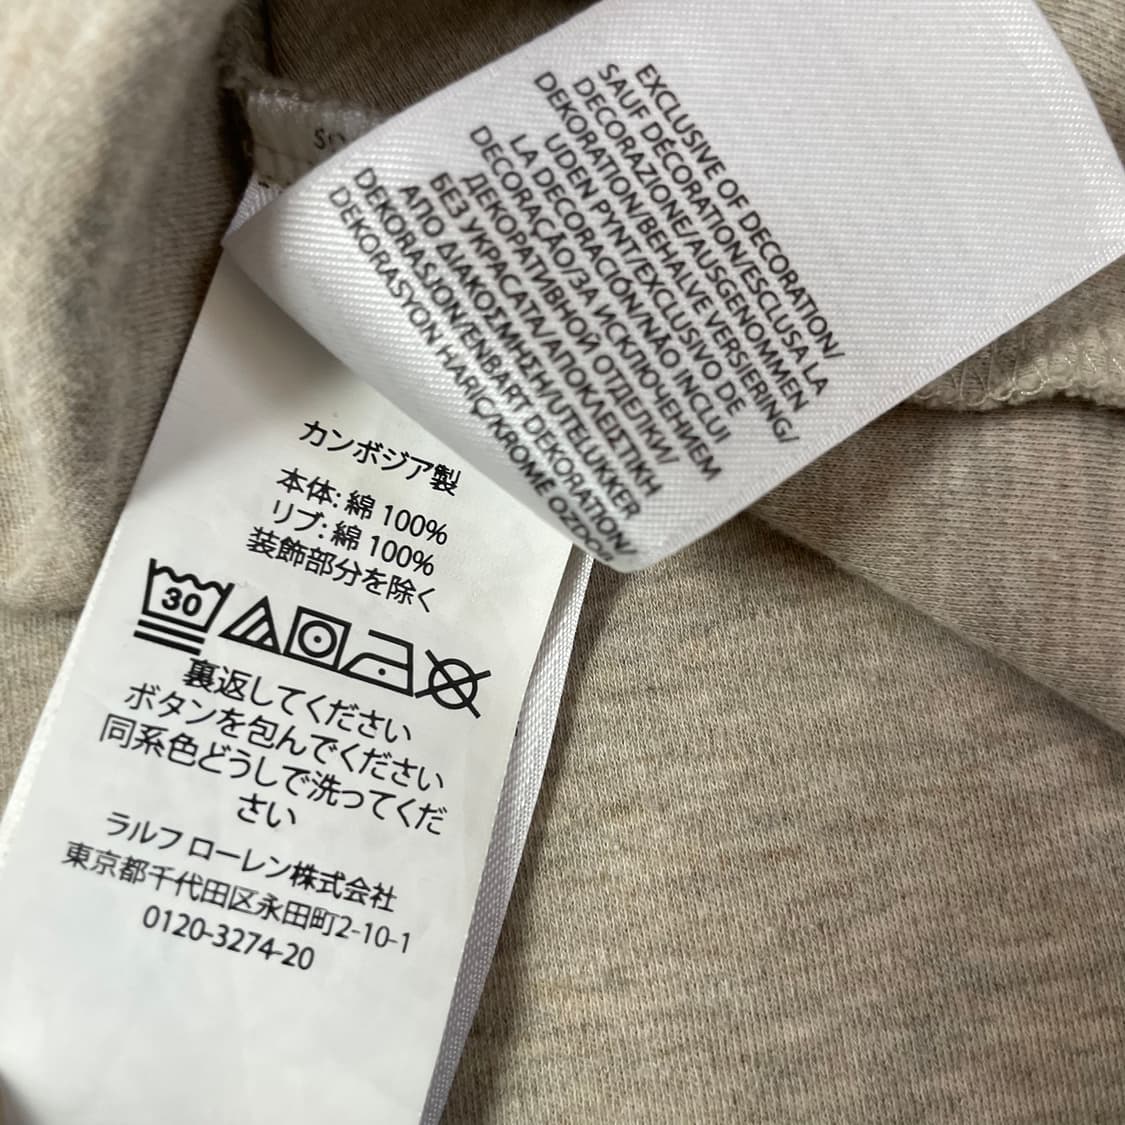 EXCLUSIVE OF DECORATION/
SAUF DÉCORATION/ESCLUSA LA
DECORAZIONE/AUSGENOMMEN
DEKORATION/BEHALVE VERSIERING/
UDEN PYNT/EXCLUSIVO DE
LA DECORACIÓN/NÃO INCLUI
DECORAÇÃO/ЗА ИСКЛЮЧЕНИЕМ
ДЕКОРАТИВНОЙ ОТДЕЛКИ/
БЕЗ УКРАСАТА/ΑΠΟΚΛΕΙΣΤΙΚΗ
ΑΠΟ ΔΙΑΚΟΣΜΗΣΗ/UTELUKKER
DEKORASJON/ENBART DEKORATION/
DEKORASYON HARİÇ/KROME
カンボジア製
本体: 綿 100%
リブ: 綿 100%
装飾部分を除く
30
裏返してください
ボタンを包んでください
同系色どうしで洗ってくだ
さい
ラルフ ローレン株式会社
東京都千代田区永田町2-10-1
0120-3274-20